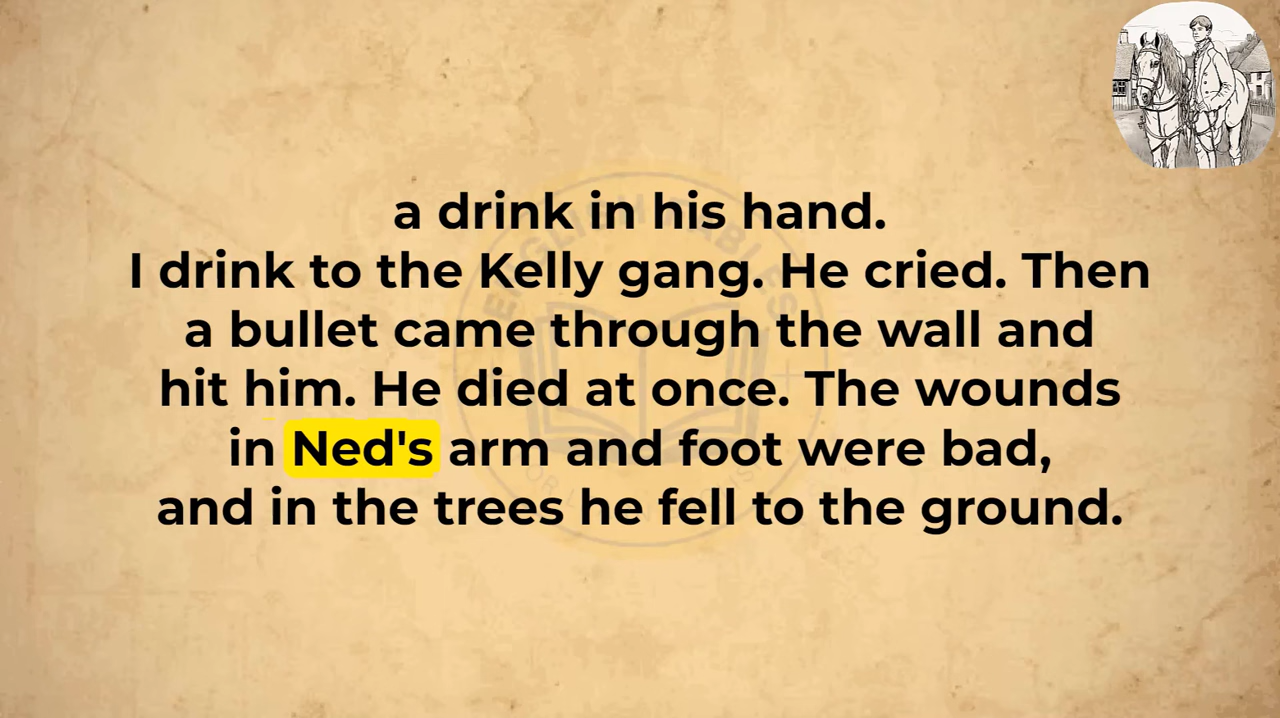 a drink in his hand.
I drink to the Kelly gang. He cried. Then
a bullet came through the wall and
hit him. He died at once. The wounds
in Ned's arm and foot were bad,
and in the trees he fell to the ground.